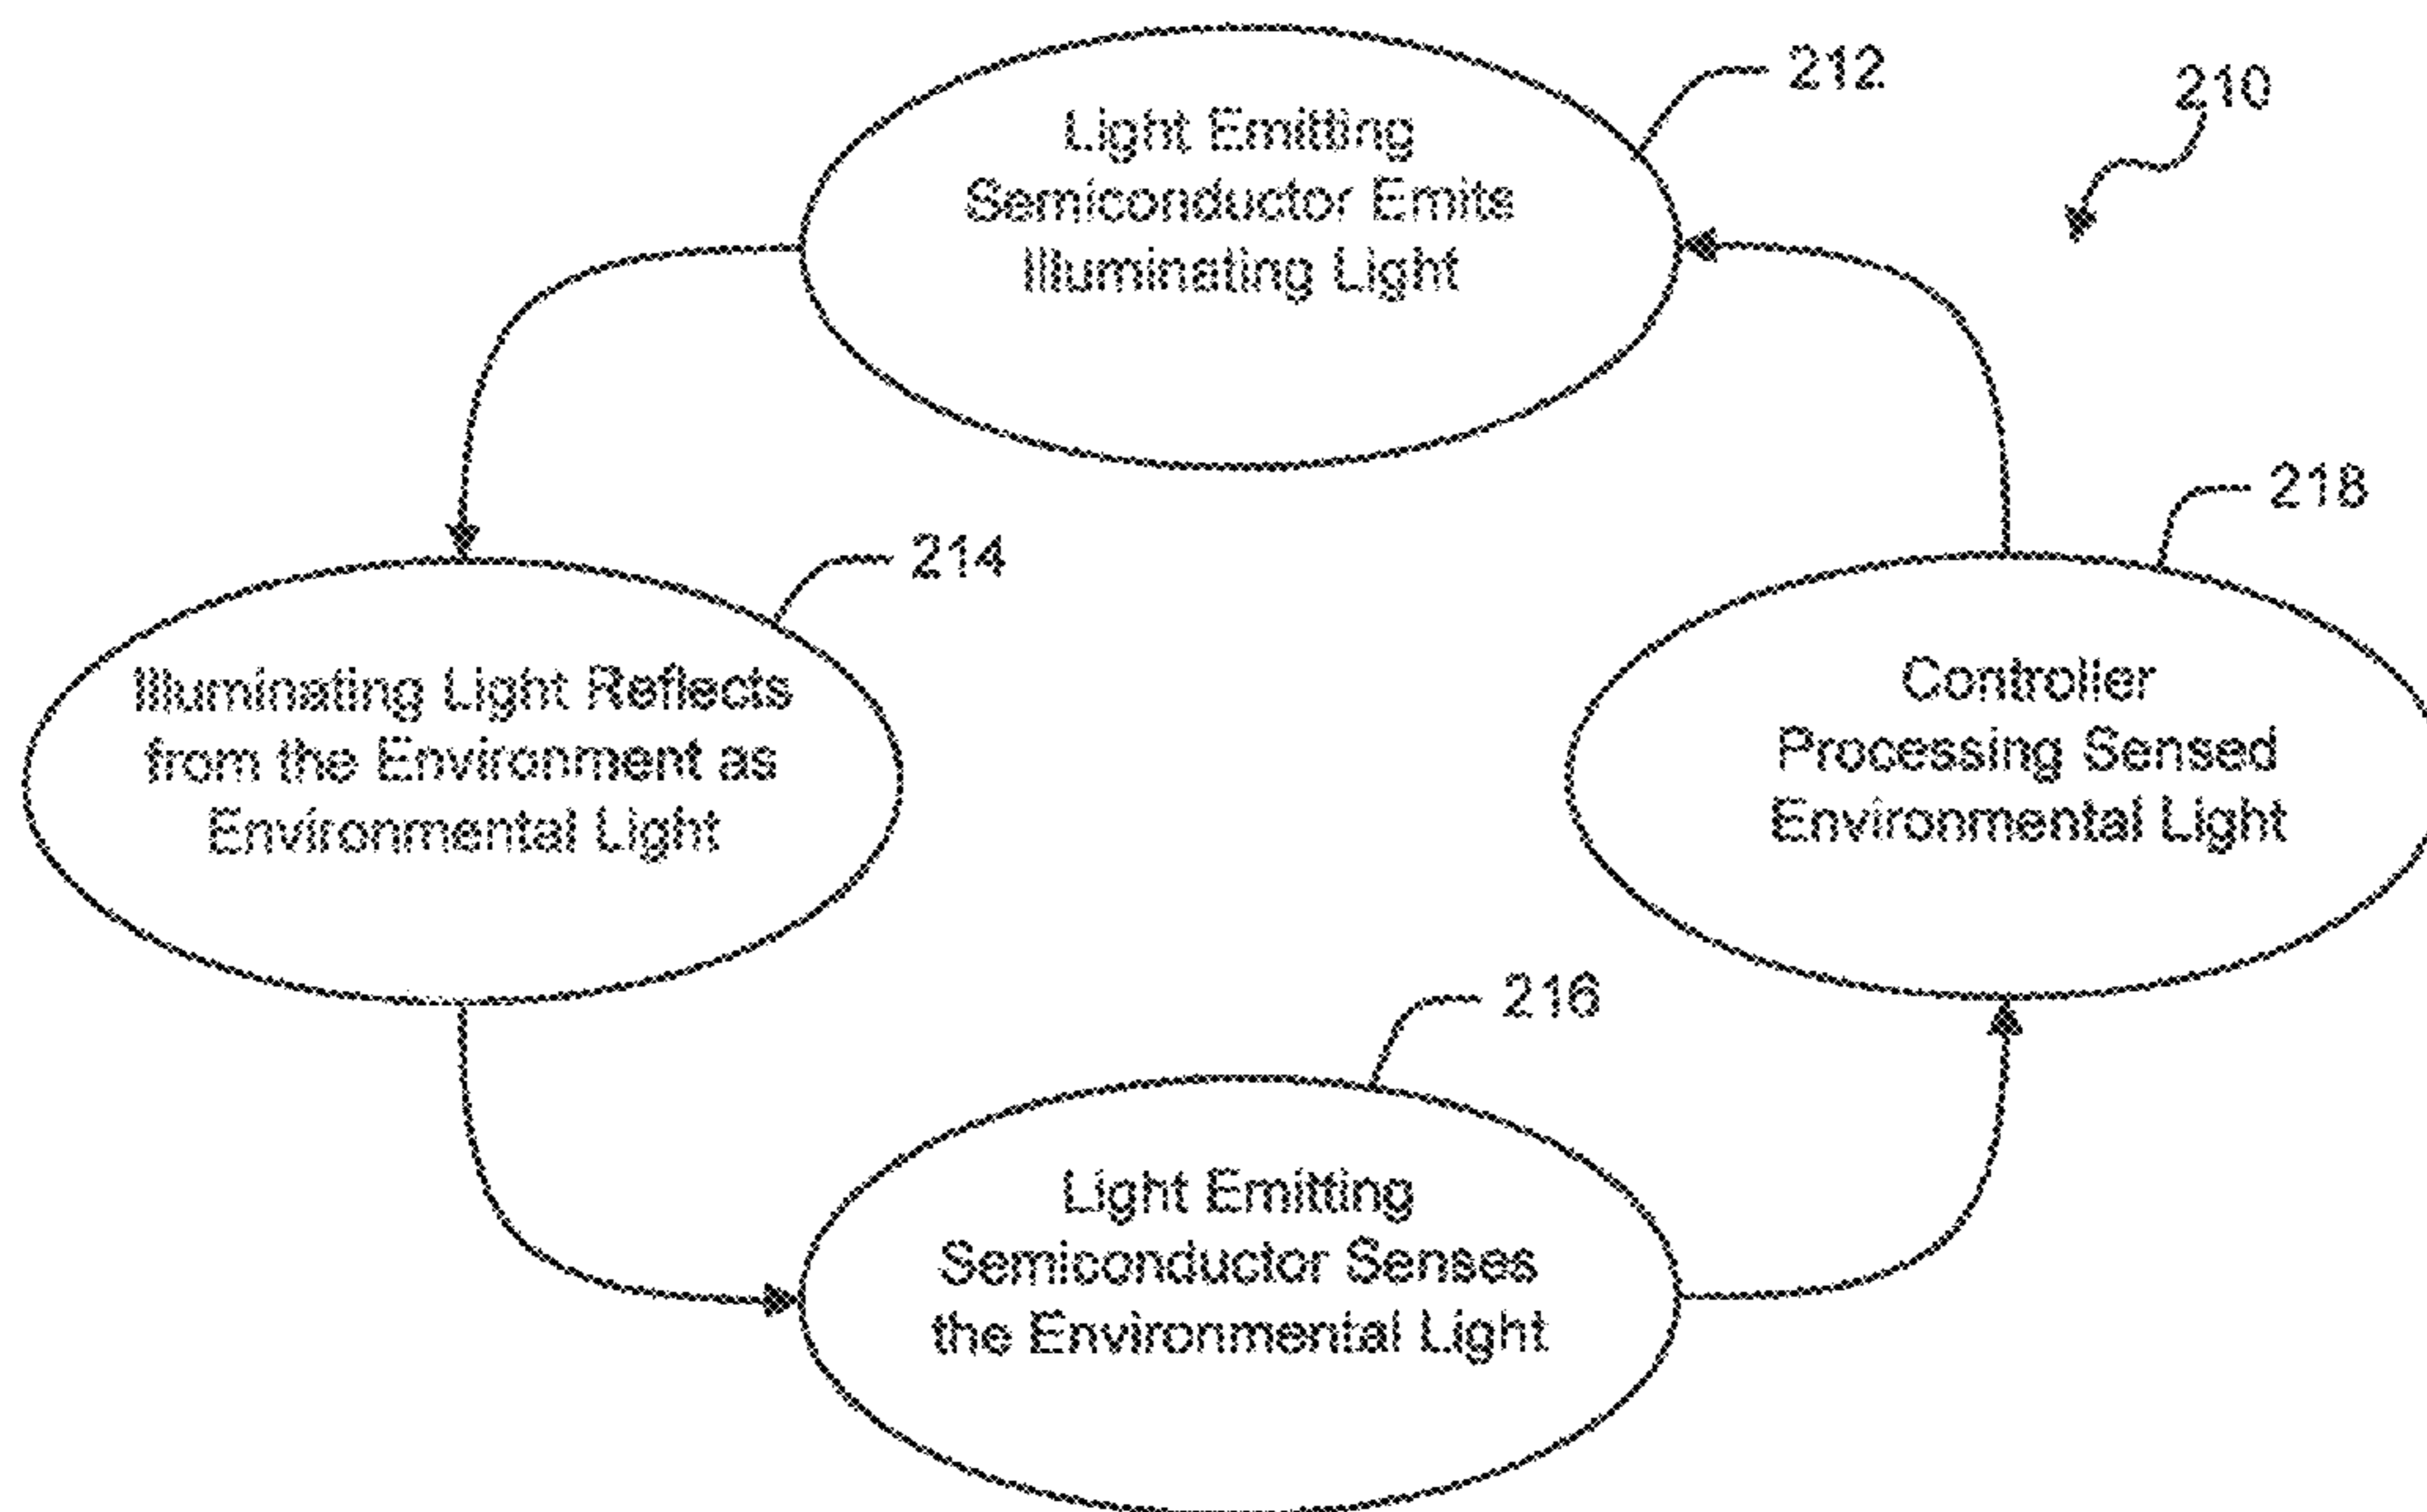 212
210
Light Emitting
Semiconductor Emits
Illuminating Light
218
214
Illuminating Light Reflects
from the Environment as
Environmental Light
Controller
Processing Sensed
Environmental Light
216
Light Emitting
Semiconductor Senses
the Environmental Light